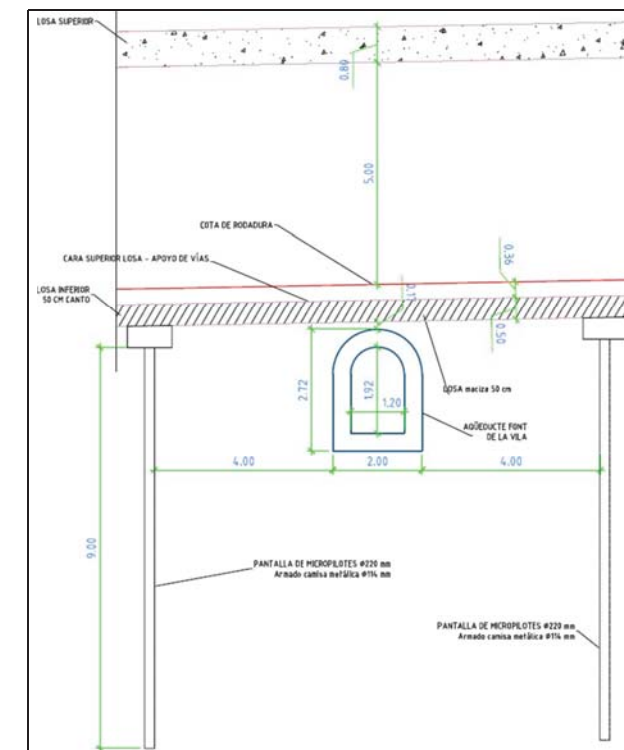 LOSA SUPERIOR
0.80
5.00
COTA DE RODADURA
CARA SUPERIOR LOSA - APOYO DE VÍAS
0.36
LOSA INFERIOR
50 CM CANTO
0.17
0.50
LOSA maciza 50 cm
2.72
1.92
1.20
AQÜEDUCTE FONT
DE LA VILA
4.00
2.00
4.00
9.00
PANTALLA DE MICROPILOTES Ø220 mm
Armado camisa metálica Ø114 mm
PANTALLA DE MICROPILOTES Ø220 mm
Armado camisa metálica Ø114 mm